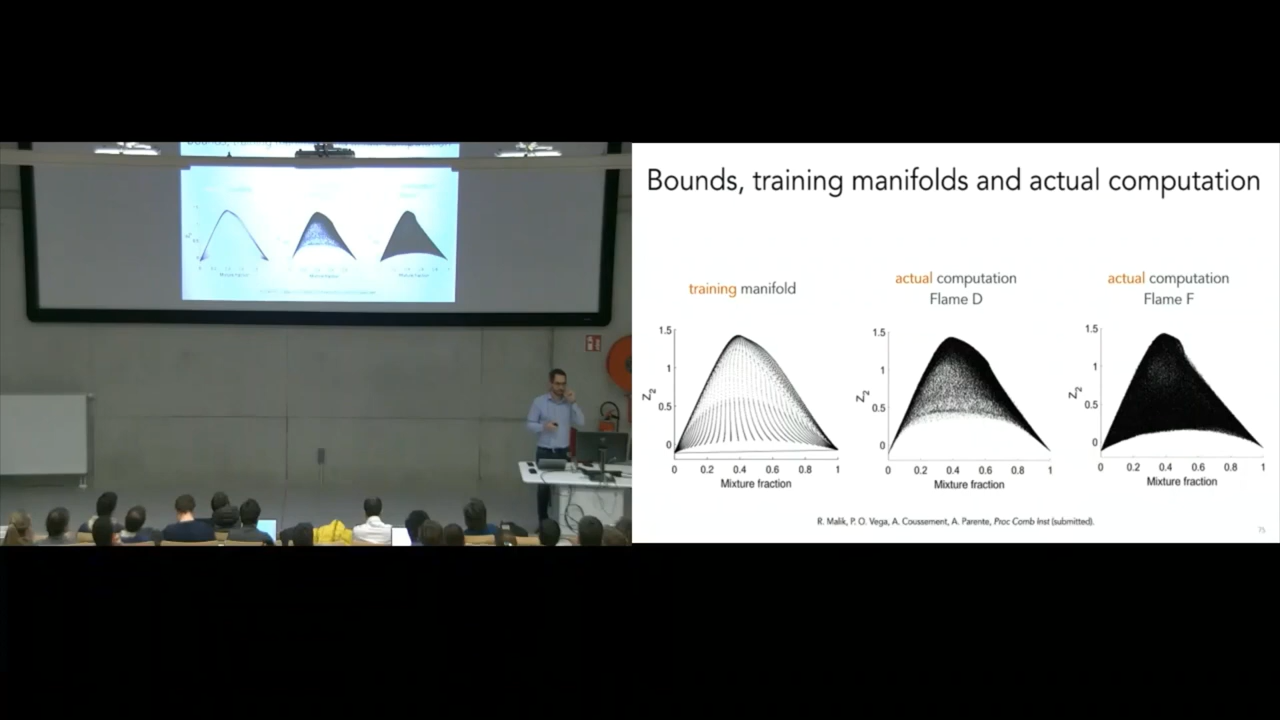 Bounds, training manifolds and actual computation
training manifold
actual computation
Flame D
actual computation
Flame F
1.5
1
0.5
0
Z2
0
0.2
0.4
0.6
0.8
1
Mixture fraction
1.5
1
0.5
0
Z2
0
0.2
0.4
0.6
0.8
1
Mixture fraction
1.5
1
0.5
0
Z2
0
0.2
0.4
0.6
0.8
1
Mixture fraction
R. Malik, P. O. Vega, A. Coussement, A. Parente, Proc Comb Inst (submitted).
75